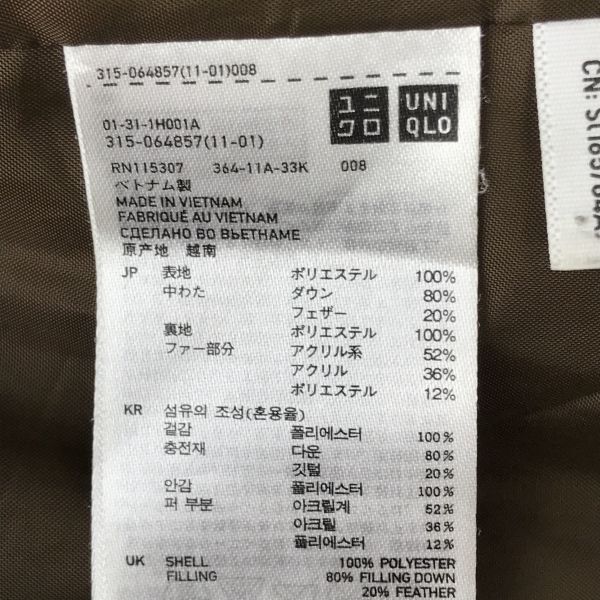 315-064857(11-01)008
ユニ
クロ
UNI
QLO
01-31-1H001A
315-064857(11-01)
RN115307 364-11A-33K 008
ベトナム製
MADE IN VIETNAM
FABRIQUÉ AU VIETNAM
СДЕЛАНО ВО ВЬЕТНАМЕ
原产地 越南
JP 表地 ポリエステル 100%
中わた ダウン 80%
フェザー 20%
裏地 ポリエステル 100%
ファー部分 アクリル系 52%
アクリル 36%
ポリエステル 12%
KR 섬유의 조성(혼용율)
겉감 폴리에스터 100%
충전재 다운 80%
깃털 20%
안감 폴리에스터 100%
퍼 부분 아크릴계 52%
아크릴 36%
폴리에스터 12%
UK SHELL 100% POLYESTER
FILLING 80% FILLING DOWN
20% FEATHER
CN: